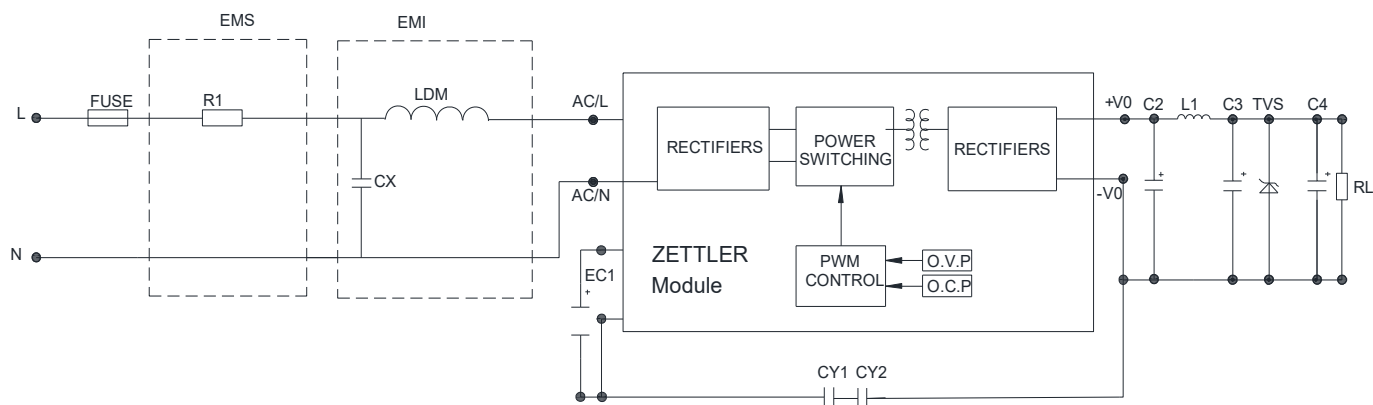 EMS
EMI
L
FUSE
R1
LDM
CX
AC/L
AC/N
N
EC1
+
RECTIFIERS
POWER
SWITCHING
RECTIFIERS
ZETTLER
Module
PWM
CONTROL
O.V.P
O.C.P
+V0
-V0
C2
L1
C3
TVS
C4
+
+
+
RL
CY1
CY2